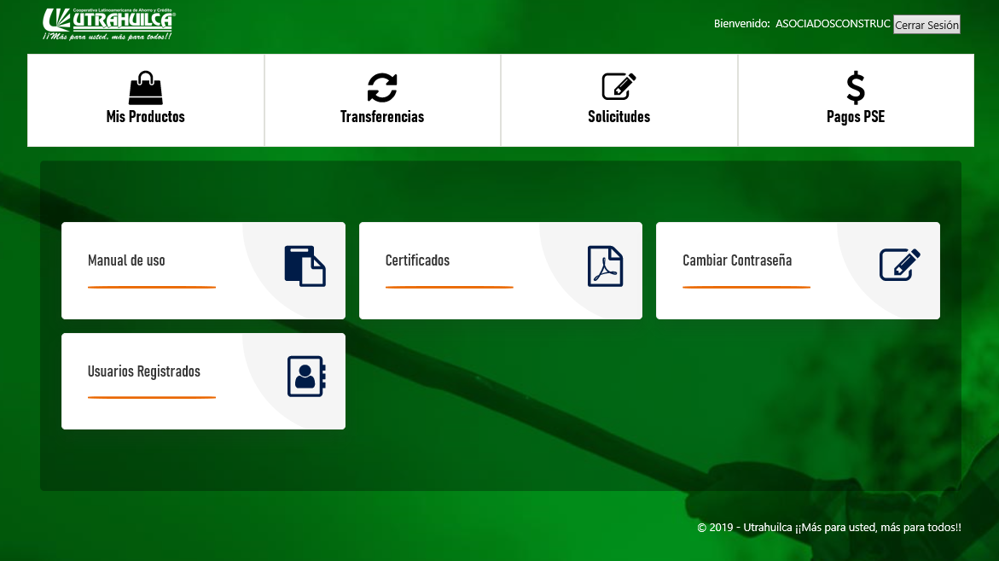 Cooperativa Latinoamericana de Ahorro y Crédito
UTRAHUILCA®
¡¡Más para usted, más para todos!!
Bienvenido: ASOCIADOSCONSTRUC Cerrar Sesión
Mis Productos
Transferencias
Solicitudes
Pagos PSE
Manual de uso
Certificados
Cambiar Contraseña
Usuarios Registrados
© 2019 - Utrahuilca ¡¡Más para usted, más para todos!!